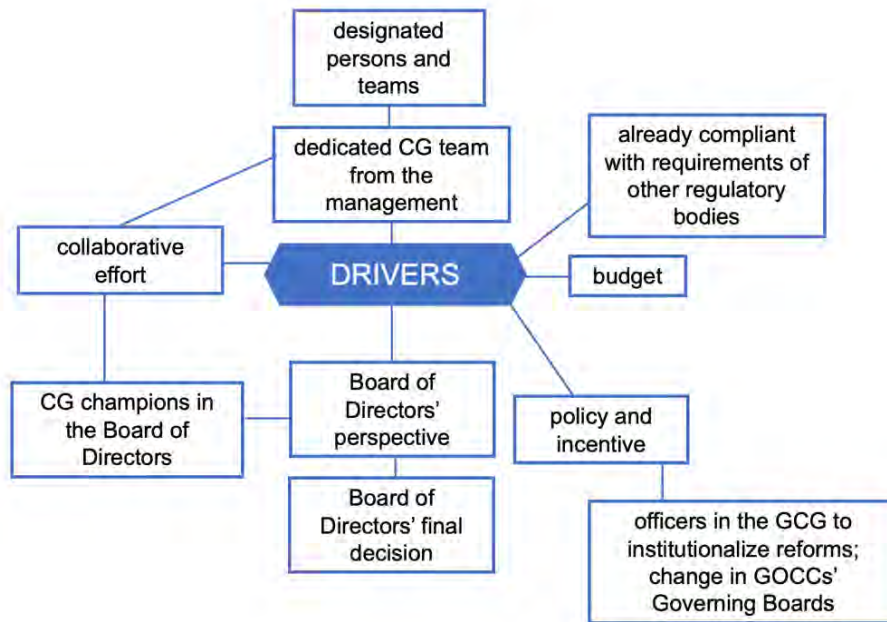 designated
persons and
teams
dedicated CG team
from the
management
already compliant
with requirements of
other regulatory
bodies
collaborative
effort
DRIVERS
budget
CG champions in
the Board of
Directors
Board of
Directors’
perspective
policy and
incentive
Board of
Directors’ final
decision
officers in the GCG to
institutionalize reforms;
change in GOCCs’
Governing Boards